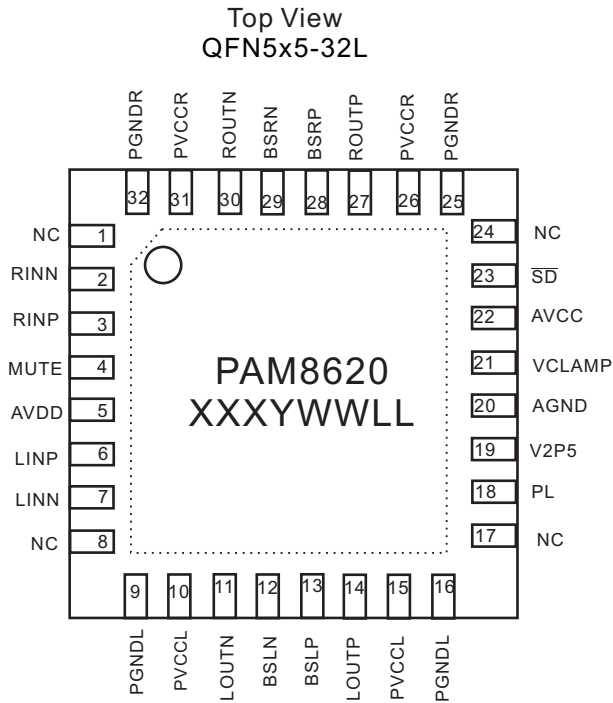 Top View
QFN5x5-32L
PGNDR
PVCCR
ROUTN
BSRN
BSRP
ROUTP
PVCCR
PGNDR
32
31
30
29
28
27
26
25
NC 1
RINN 2
RINP 3
MUTE 4
AVDD 5
LINP 6
LINN 7
NC 8
24 NC
23 SD
22 AVCC
21 VCLAMP
20 AGND
19 V2P5
18 PL
17 NC
PAM8620
XXXYWWLL
9
10
11
12
13
14
15
16
PGNDL
PVCCL
LOUTN
BSLN
BSLP
LOUTP
PVCCL
PGNDL